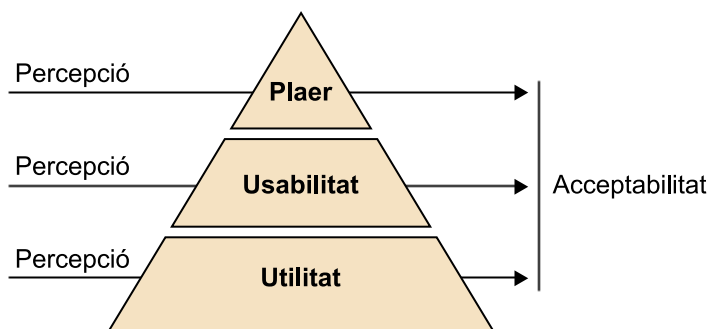 Percepció
Plaer
Percepció
Usabilitat
Acceptabilitat
Percepció
Utilitat